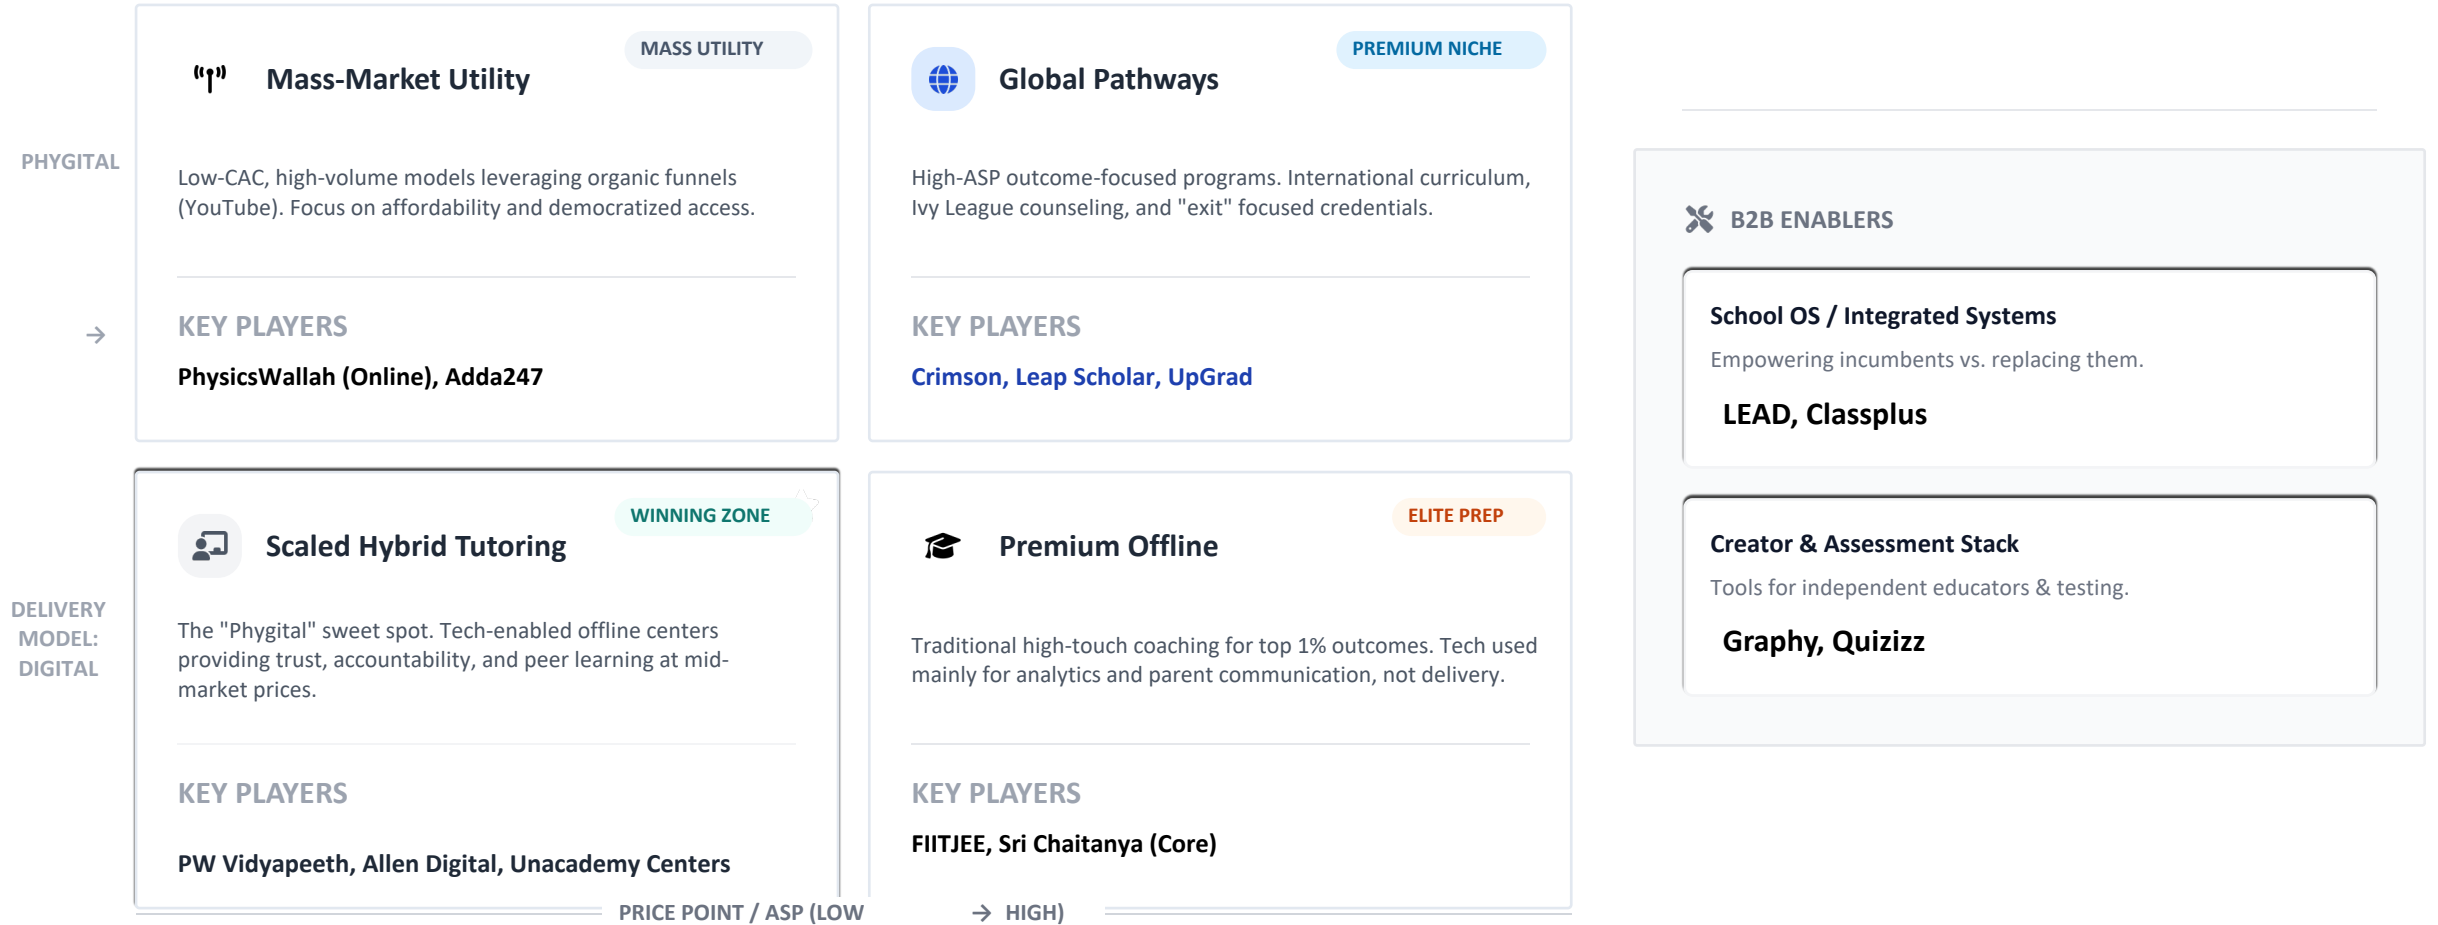 MASS UTILITY
Mass-Market Utility
Low-CAC, high-volume models leveraging organic funnels
(YouTube). Focus on affordability and democratized access.
KEY PLAYERS
PhysicsWallah (Online), Adda247
PREMIUM NICHE
Global Pathways
High-ASP outcome-focused programs. International curriculum,
Ivy League counseling, and "exit" focused credentials.
KEY PLAYERS
Crimson, Leap Scholar, UpGrad
PHYGITAL
→
DELIVERY
MODEL:
DIGITAL
WINNING ZONE
Scaled Hybrid Tutoring
The "Phygital" sweet spot. Tech-enabled offline centers
providing trust, accountability, and peer learning at mid-
market prices.
KEY PLAYERS
PW Vidyapeeth, Allen Digital, Unacademy Centers
ELITE PREP
Premium Offline
Traditional high-touch coaching for top 1% outcomes. Tech used
mainly for analytics and parent communication, not delivery.
KEY PLAYERS
FIITJEE, Sri Chaitanya (Core)
PRICE POINT / ASP (LOW → HIGH)
B2B ENABLERS
School OS / Integrated Systems
Empowering incumbents vs. replacing them.
LEAD, Classplus
Creator & Assessment Stack
Tools for independent educators & testing.
Graphy, Quizizz